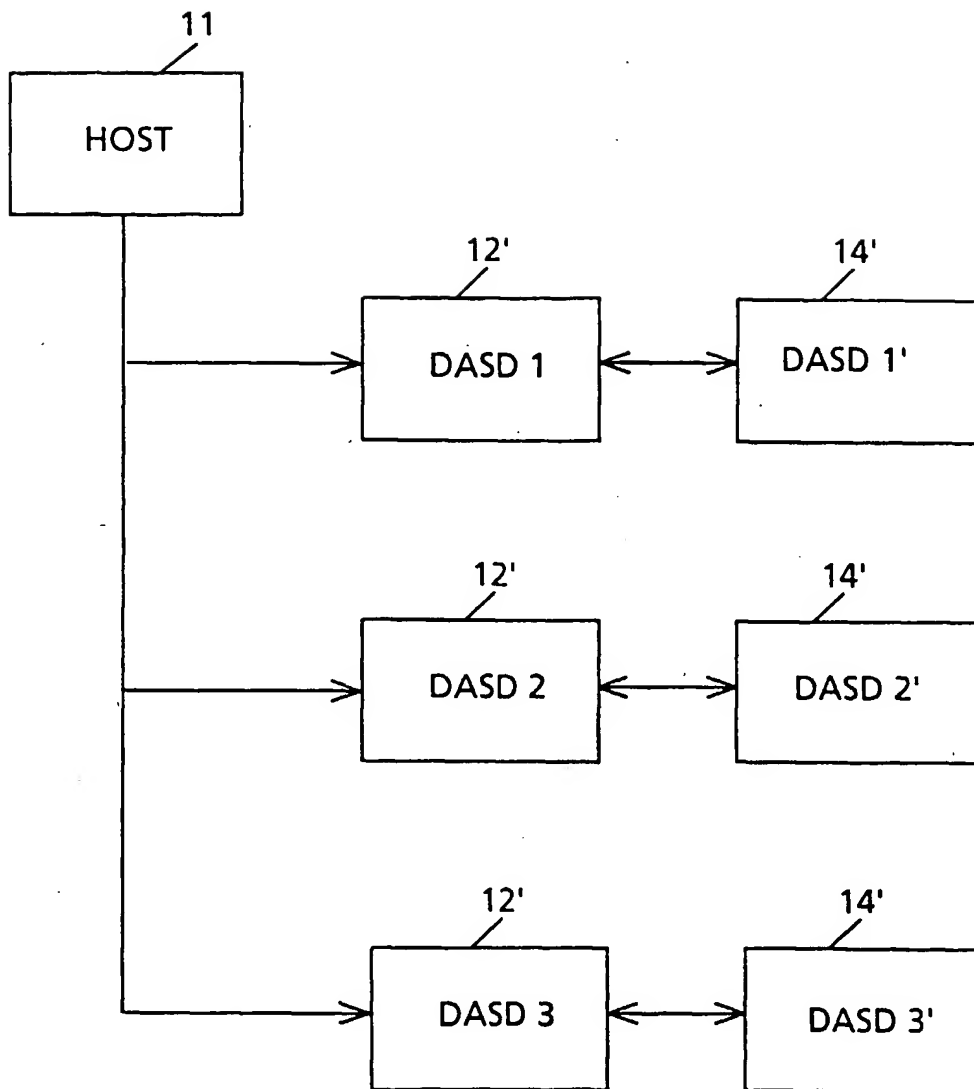 11
HOST
12'
14'
DASD 1
DASD 1'
12'
14'
DASD 2
DASD 2'
12'
14'
DASD 3
DASD 3'